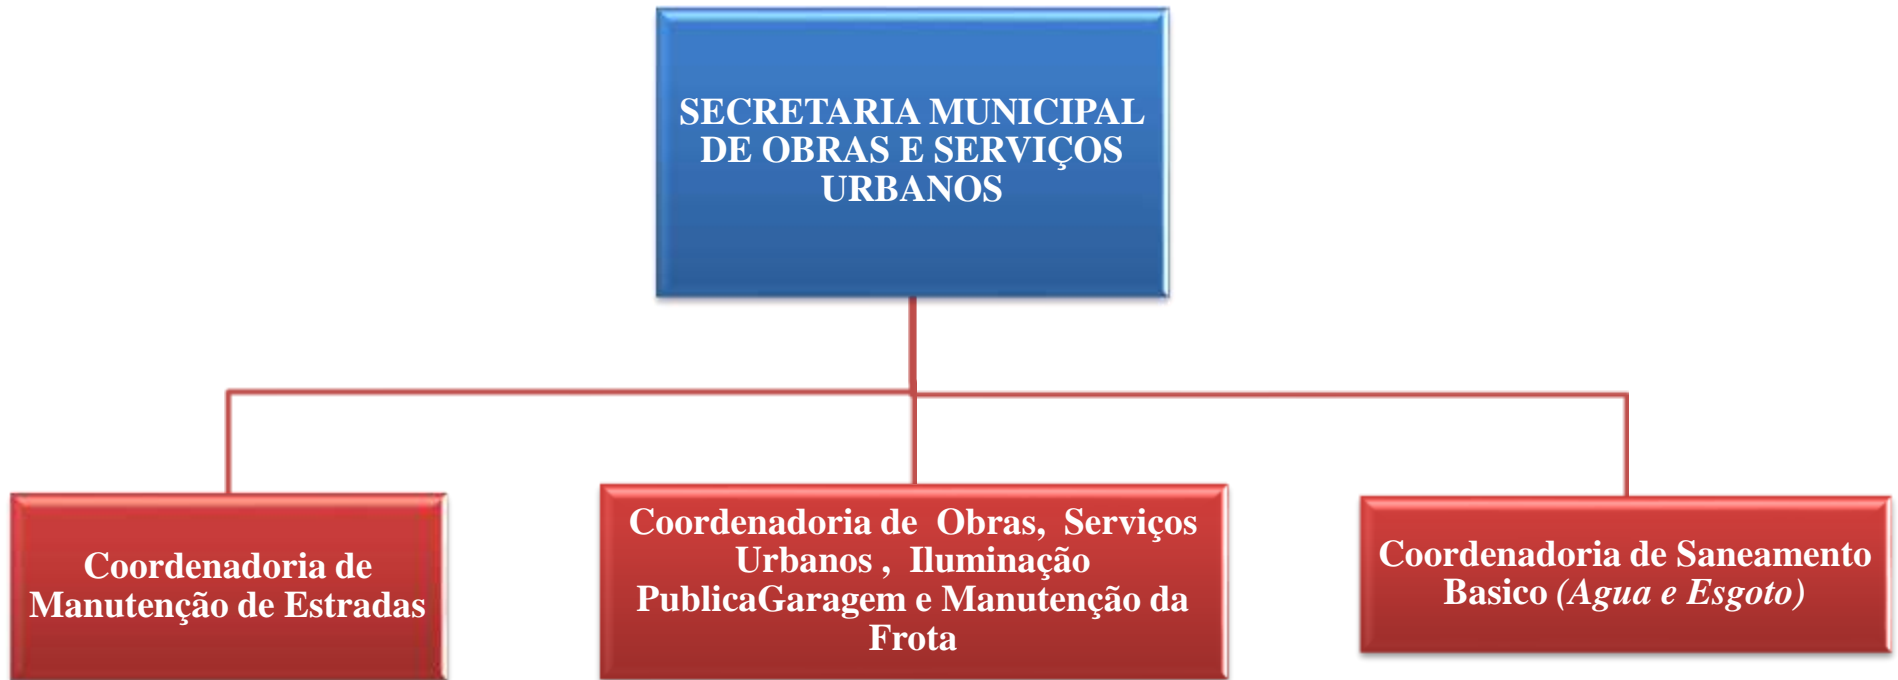 SECRETARIA MUNICIPAL
DE OBRAS E SERVIÇOS
URBANOS
Coordenadoria de
Manutenção de Estradas
Coordenadoria de Obras, Serviços
Urbanos , Iluminação
PublicaGaragem e Manutenção da
Frota
Coordenadoria de Saneamento
Basico (Agua e Esgoto)